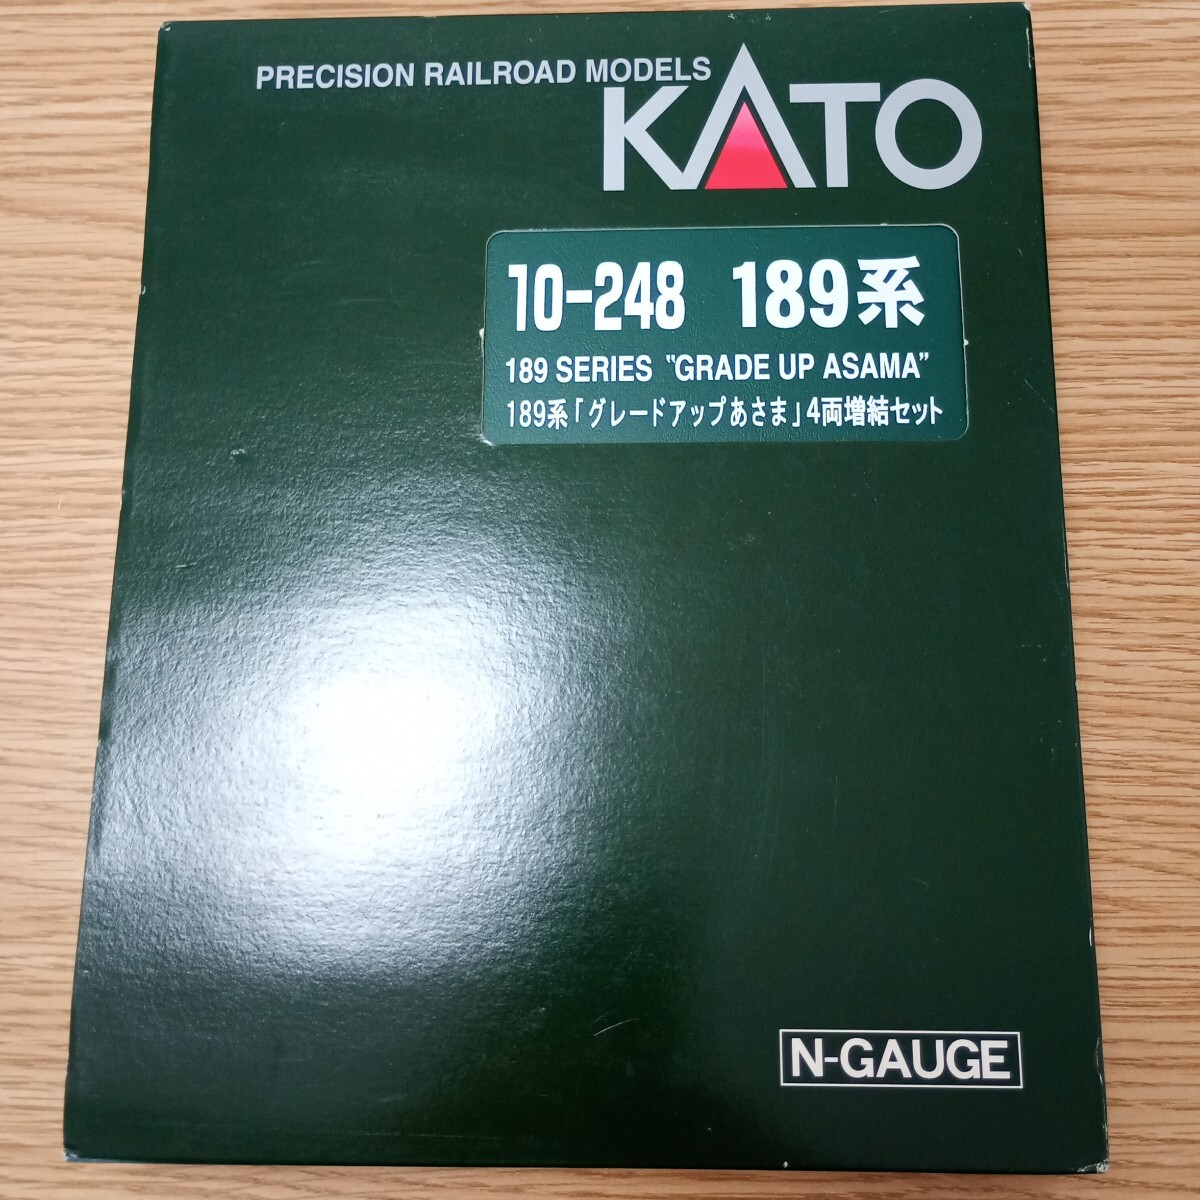 PRECISION RAILROAD MODELS
KATO
10-248 189系
189 SERIES "GRADE UP ASAMA"
189系「グレードアップあさま」4両増結セット
N-GAUGE